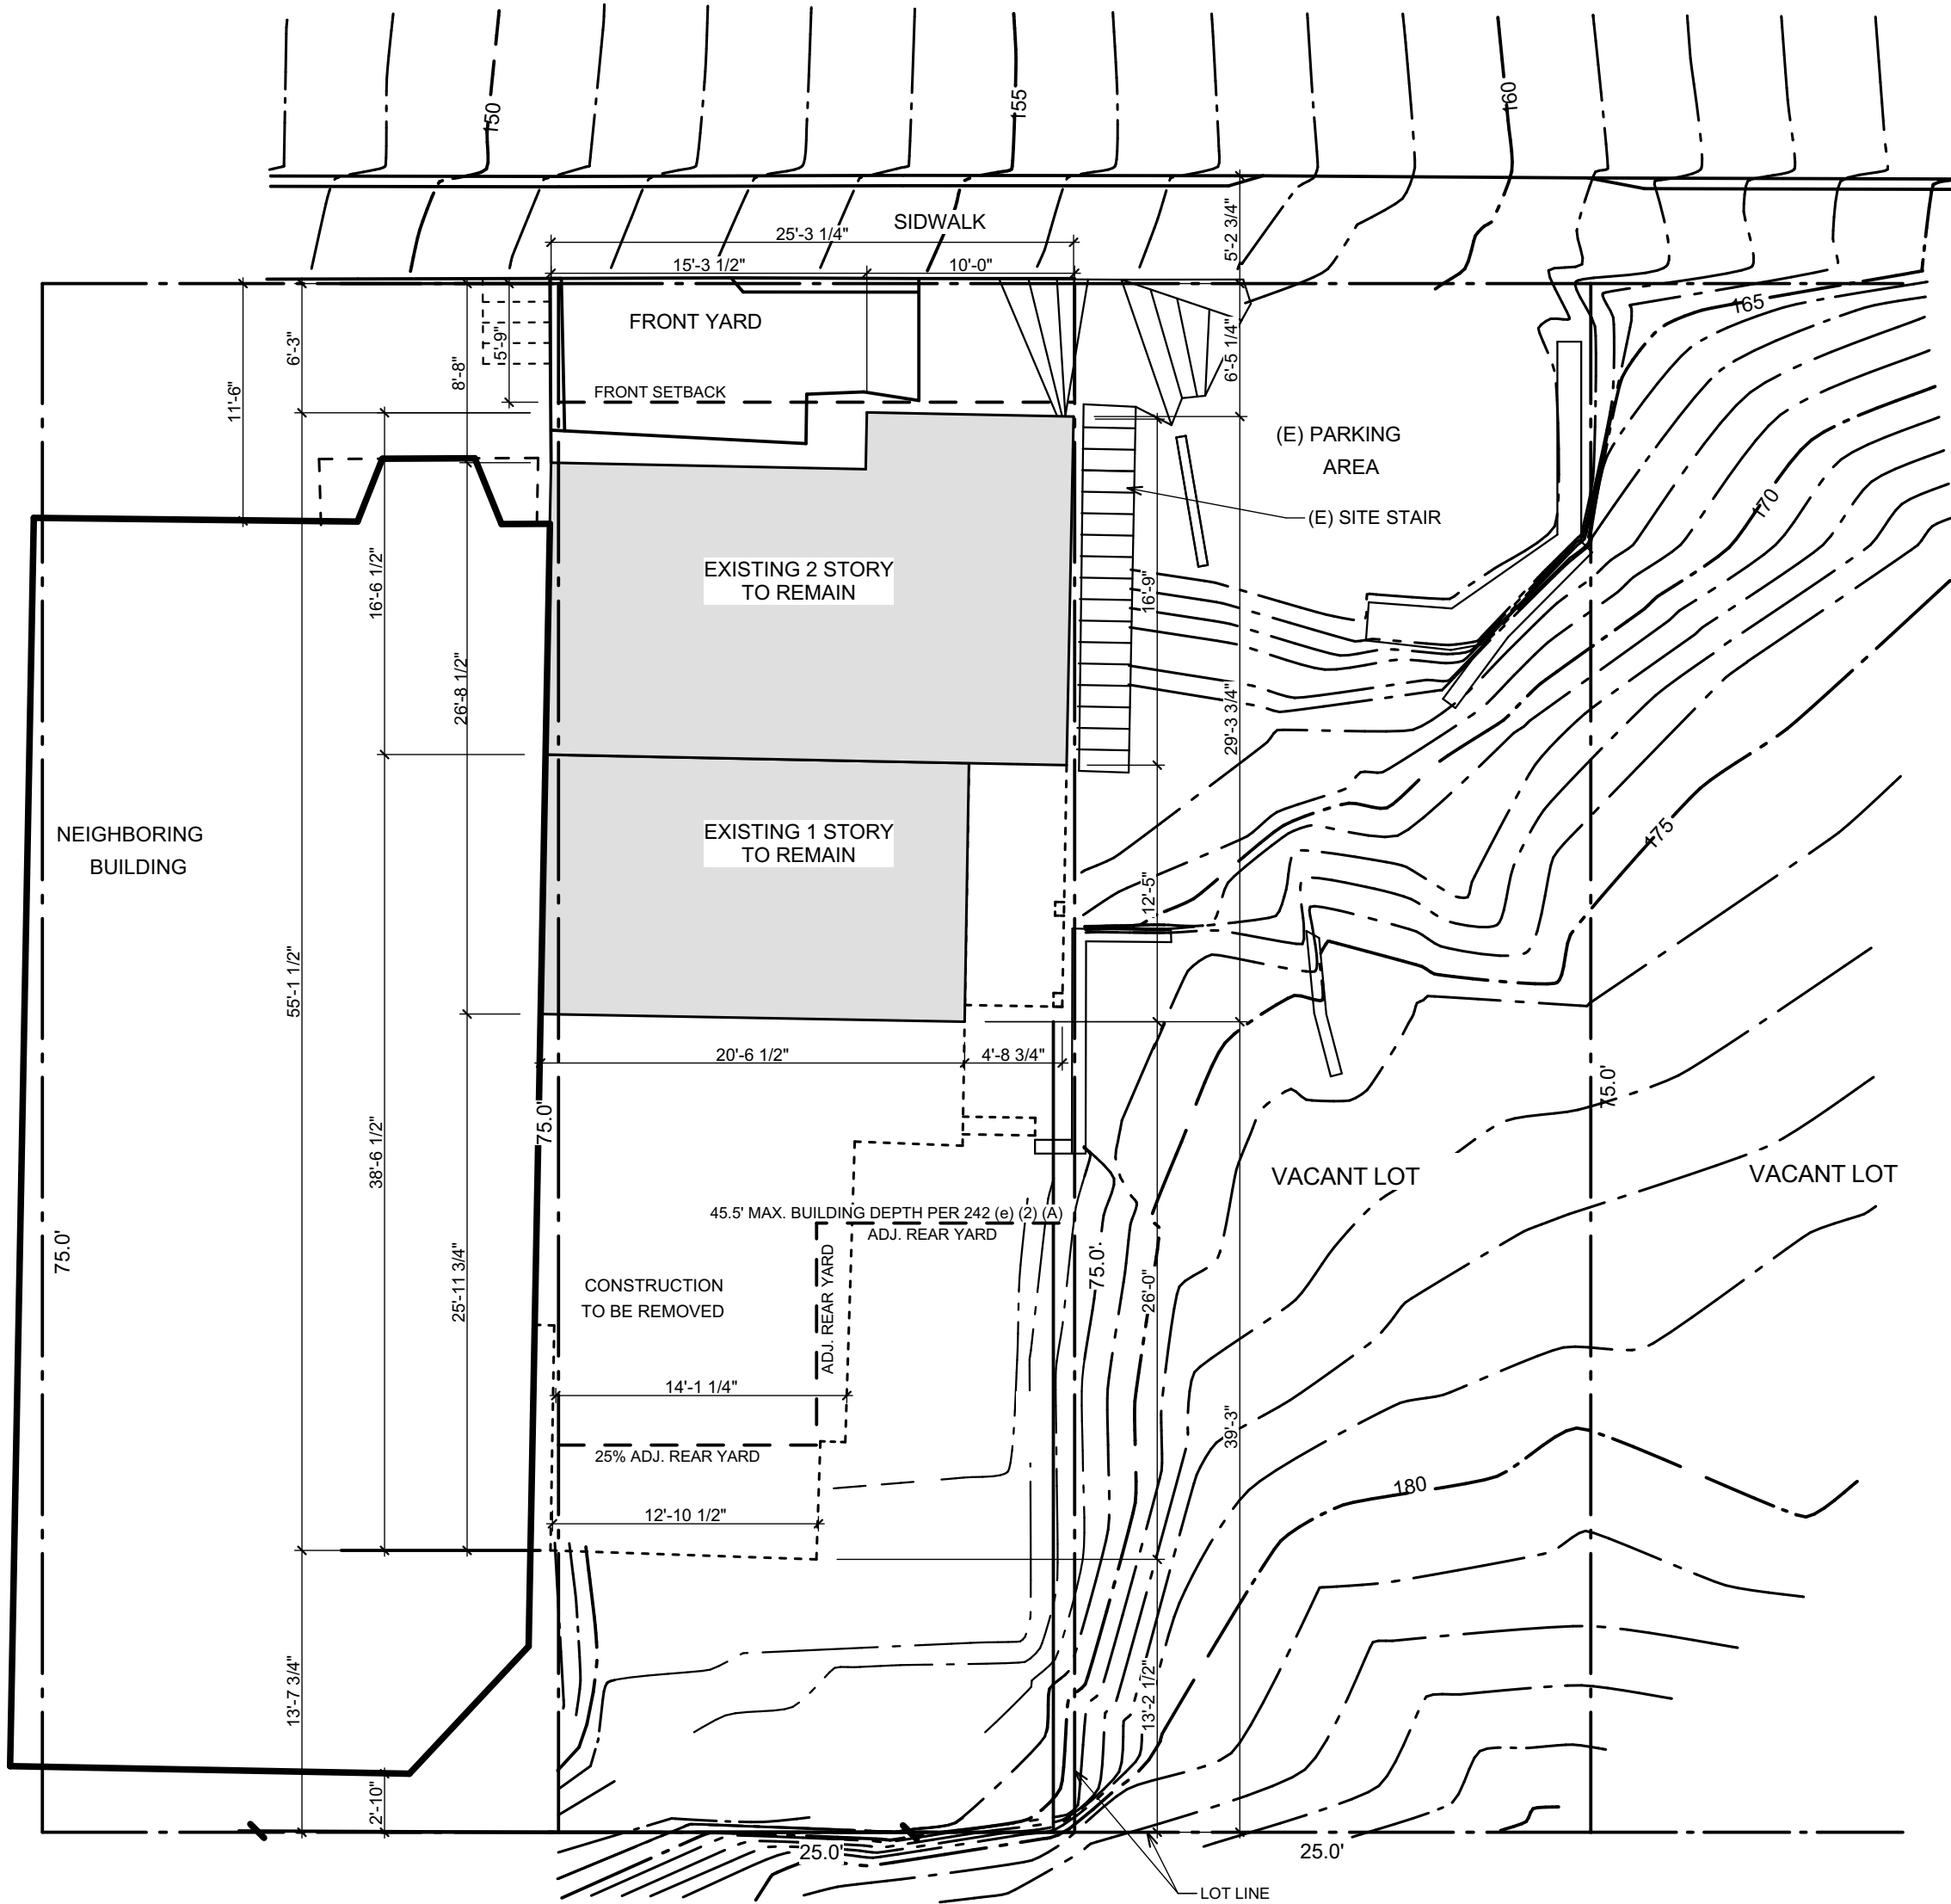 150
155
160
SIDWALK
5'-2 3/4"
25'-3 1/4"
15'-3 1/2"
10'-0"
165
FRONT YARD
6'-3"
5'-9"
8'-8"
11'-6"
6'-5 1/4"
FRONT SETBACK
(E) PARKING
AREA
170
(E) SITE STAIR
EXISTING 2 STORY
TO REMAIN
16'-6 1/2"
16'-9"
26'-8 1/2"
29'-3 3/4"
NEIGHBORING
BUILDING
EXISTING 1 STORY
TO REMAIN
175
12'-5"
55'-1 1/2"
20'-6 1/2"
4'-8 3/4"
75.0'
75.0'
38'-6 1/2"
VACANT LOT
VACANT LOT
45.5' MAX. BUILDING DEPTH PER 242 (e) (2) (A)
ADJ. REAR YARD
75.0'
75.0'
25'-11 3/4"
CONSTRUCTION
TO BE REMOVED
ADJ. REAR YARD
26'-0"
14'-1 1/4"
39'-3"
25% ADJ. REAR YARD
180
12'-10 1/2"
13'-7 3/4"
13'-2 1/2"
2'-10"
25.0'
25.0'
LOT LINE